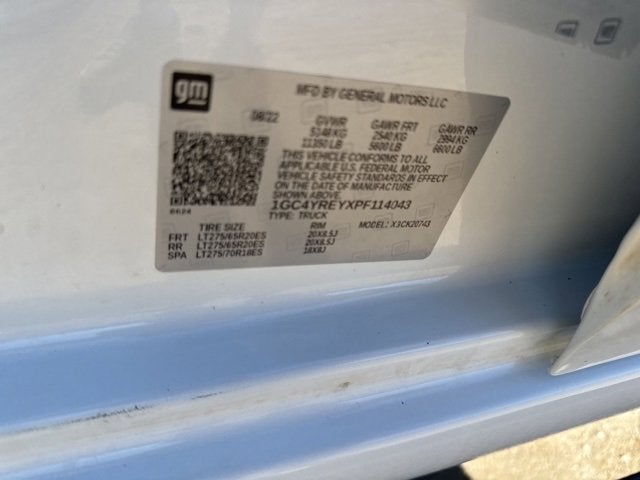 gm
MFD BY GENERAL MOTORS LLC
08/22 GVWR GAWR FRT GAWR RR
5148 KG 2540 KG 2994 KG
11350 LB 5600 LB 6600 LB
THIS VEHICLE CONFORMS TO ALL
APPLICABLE U.S. FEDERAL MOTOR
VEHICLE SAFETY STANDARDS IN EFFECT
ON THE DATE OF MANUFACTURE
SHOWN ABOVE.
1GC4YREYXPF114043
8624 TYPE: TRUCK MODEL: X3CK20743
TIRE SIZE RIM
FRT LT275/65R20ES 20X8.5J
RR LT275/65R20ES 20X8.5J
SPA LT275/70R18ES 18X8J